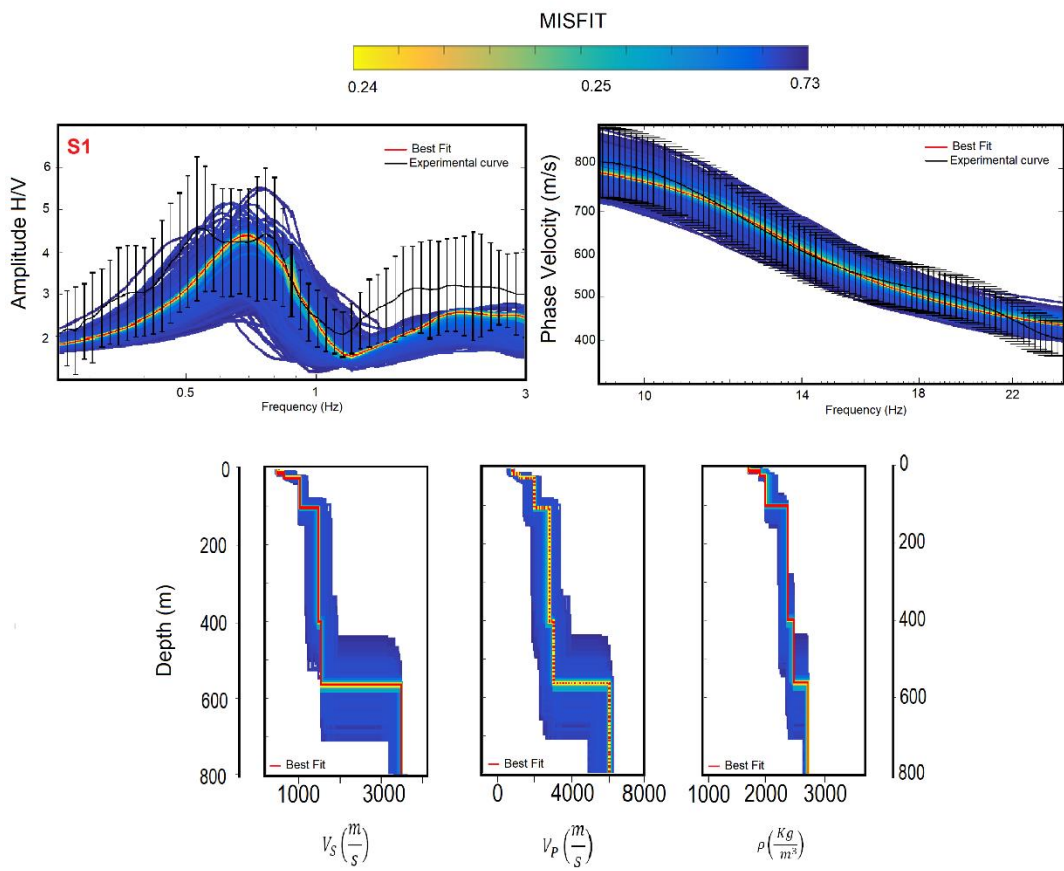 MISFIT
0.24 0.25 0.73
S1
Best Fit
Experimental curve
6
5
4
3
2
Amplitude H/V
0.5 1 3
Frequency (Hz)
Best Fit
Experimental curve
800
700
600
500
400
Phase Velocity (m/s)
10 14 18 22
Frequency (Hz)
Depth (m)
0
200
400
600
800
Best Fit
1000 3000
V_S (m/s)
Best Fit
0 4000 8000
V_P (m/s)
Best Fit
1000 2000 3000
ρ (Kg/m³)
0
200
400
600
800